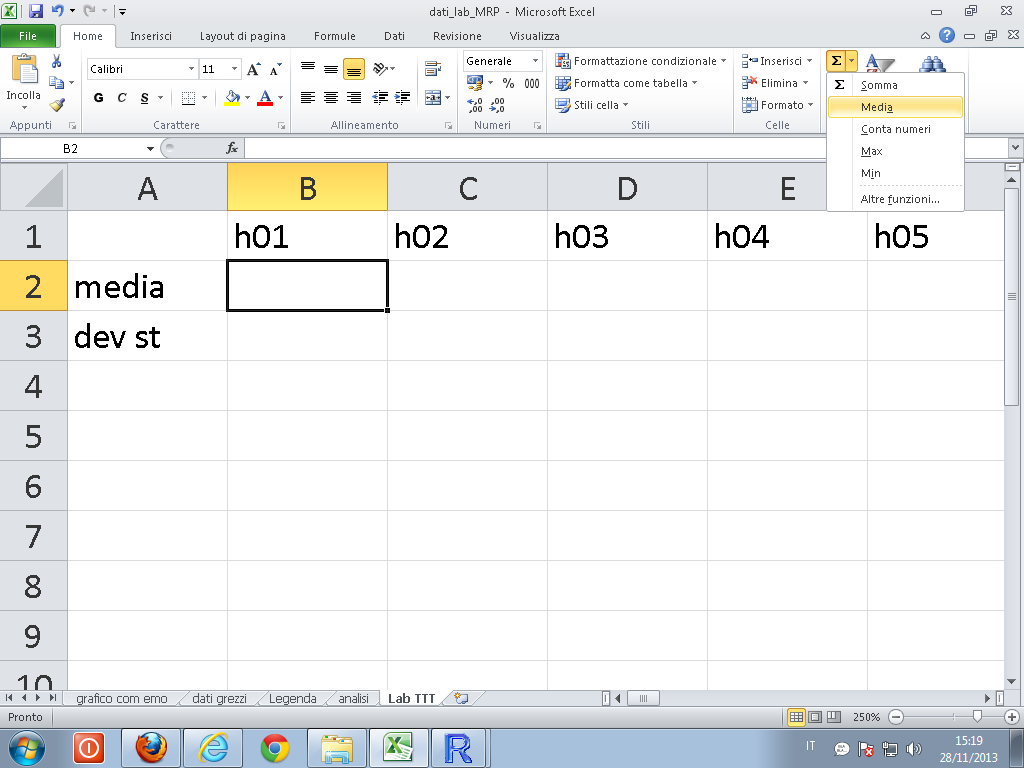 dati_lab_MRP - Microsoft Excel
File Home Inserisci Layout di pagina Formule Dati Revisione Visualizza
Incolla
Calibri 11
G C S
Appunti
Carattere
Allineamento
Generale
% 000
Numeri
Formattazione condizionale
Formatta come tabella
Stili cella
Stili
Inserisci
Elimina
Formato
Celle
Σ
Σ Somma
Media
Conta numeri
Max
Min
Altre funzioni...
B2 fx
A B C D E
1 h01 h02 h03 h04 h05
2 media
3 dev st
4
5
6
7
8
9
10
grafico com emo dati grezzi Legenda analisi Lab TTT
Pronto 250%
IT 15:19
28/11/2013